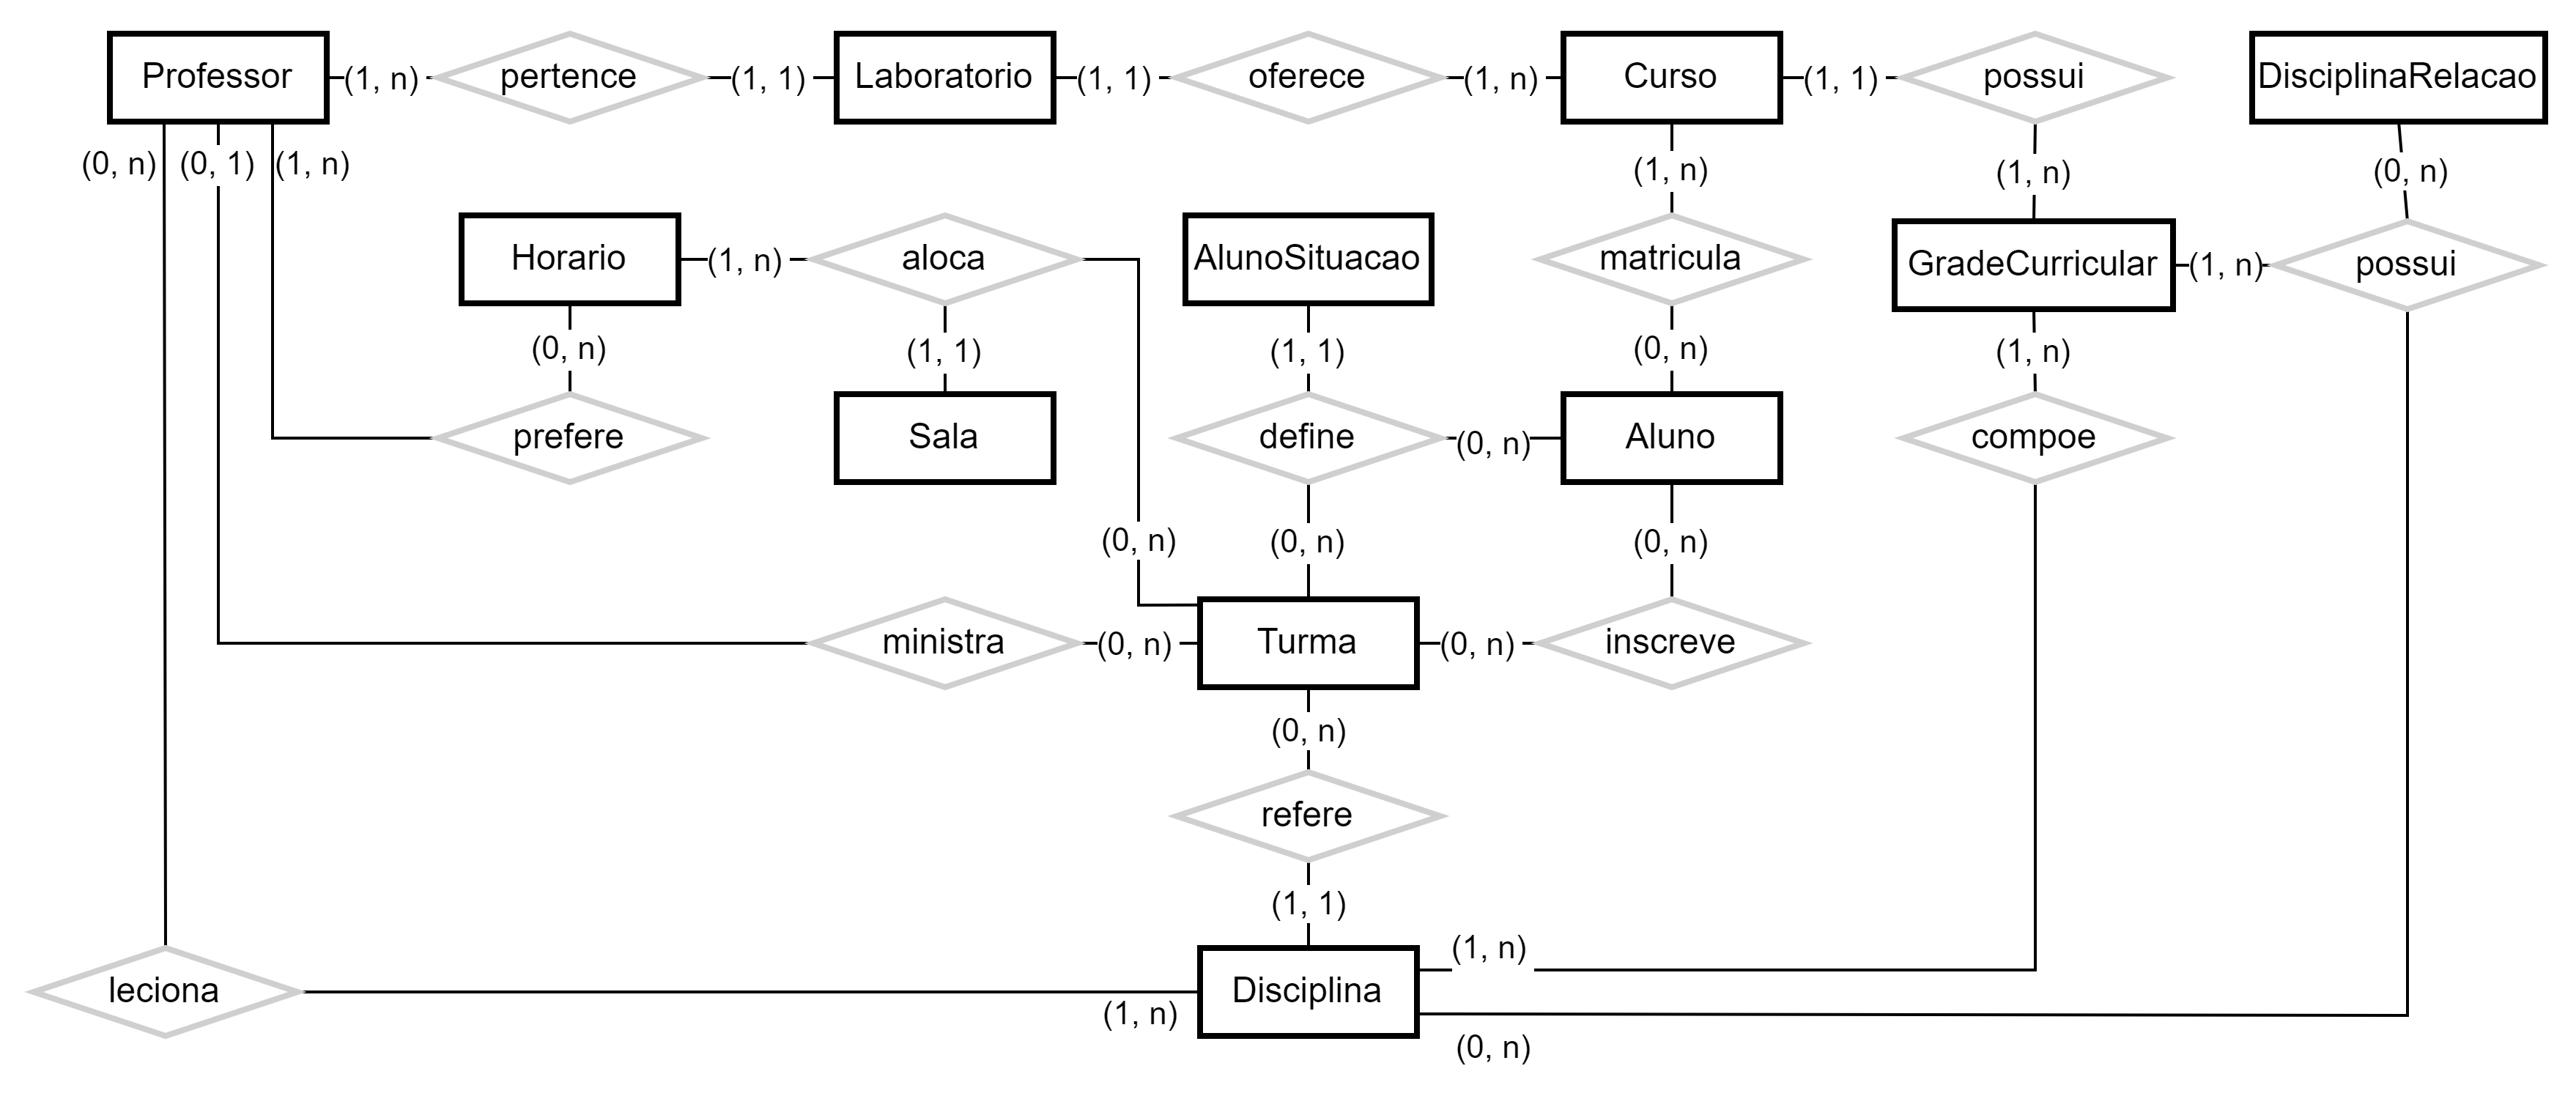 Professor
(1, n)
pertence
(1, 1)
Laboratorio
(1, 1)
oferece
(1, n)
Curso
(1, 1)
possui
DisciplinaRelacao
(0, n)
(0, 1)
(1, n)
(1, n)
(1, n)
(0, n)
Horario
(1, n)
aloca
AlunoSituacao
matricula
GradeCurricular
(1, n)
possui
(0, n)
(1, 1)
(1, 1)
(0, n)
(1, n)
prefere
Sala
define
(0, n)
Aluno
compoe
(0, n)
(0, n)
(0, n)
ministra
(0, n)
Turma
(0, n)
inscreve
(0, n)
refere
(1, 1)
(1, n)
leciona
Disciplina
(1, n)
(0, n)